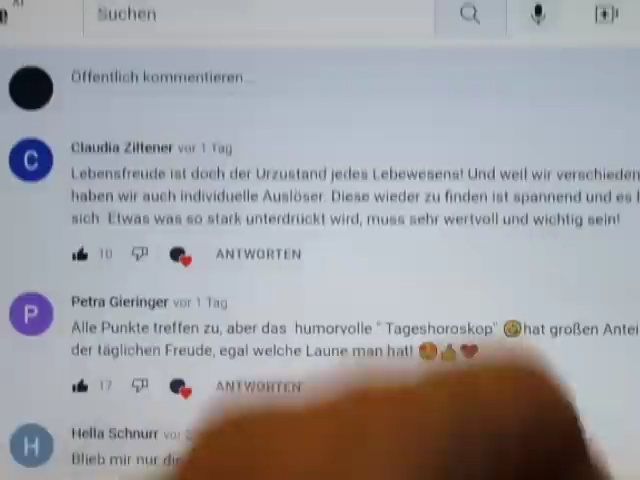 Suchen
Öffentlich kommentieren...
C
Claudia Ziltener vor 1 Tag
Lebensfreude ist doch der Urzustand jedes Lebewesens! Und weil wir verschieden
haben wir auch individuelle Auslöser. Diese wieder zu finden ist spannend und es
sich. Etwas was so stark unterdrückt wird, muss sehr wertvoll und wichtig sein!
10 ANTWORTEN
P
Petra Gieringer vor 1 Tag
Alle Punkte treffen zu, aber das humorvolle " Tageshoroskop" 😄hat großen Antei
der täglichen Freude, egal welche Laune man hat! 😍👍❤
17 ANTWORTEN
H
Hella Schnurr vor
Blieb mir nur die